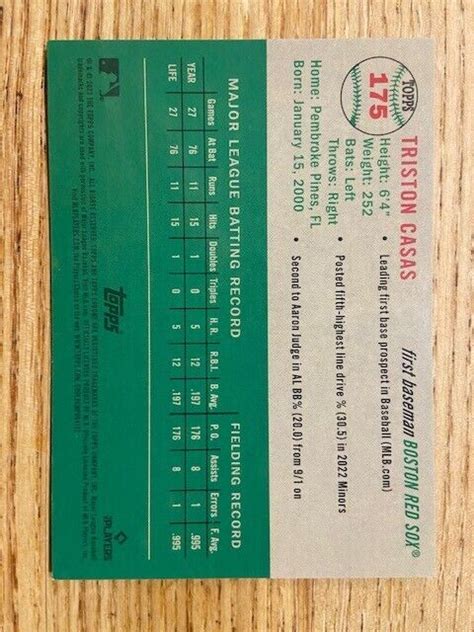 TOPPS
175
TRISTON CASAS
first baseman BOSTON RED SOX®
Height: 6'4"
Weight: 252
Bats: Left
Throws: Right
Home: Pembroke Pines, FL
Born: January 15, 2000
• Leading first base prospect in Baseball (MLB.com)
• Posted fifth-highest line drive % (30.5) in 2022 Minors
• Second to Aaron Judge in AL BB% (20.0) from 9/1 on
MAJOR LEAGUE BATTING RECORD FIELDING RECORD
Games At Bat Runs Hits Doubles Triples H.R. R.B.I. B. Avg. P.O. Assists Errors F. Avg.
YEAR 27 76 11 15 1 0 5 12 .197 176 8 1 .995
LIFE 27 76 11 15 1 0 5 12 .197 176 8 1 .995
Topps
PLAYERS